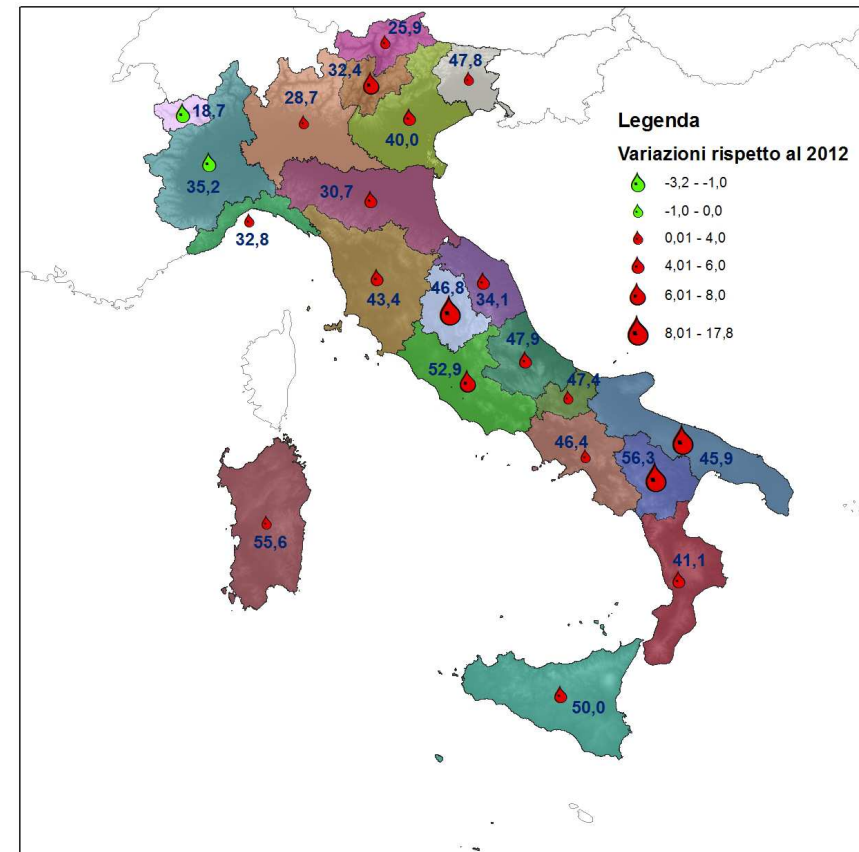 25,9
32,4
47,8
28,7
18,7
40,0
35,2
30,7
32,8
Legenda
Variazioni rispetto al 2012
-3,2 - -1,0
-1,0 - 0,0
0,01 - 4,0
4,01 - 6,0
6,01 - 8,0
8,01 - 17,8
43,4
46,8
34,1
47,9
52,9
47,4
46,4
56,3
45,9
55,6
41,1
50,0